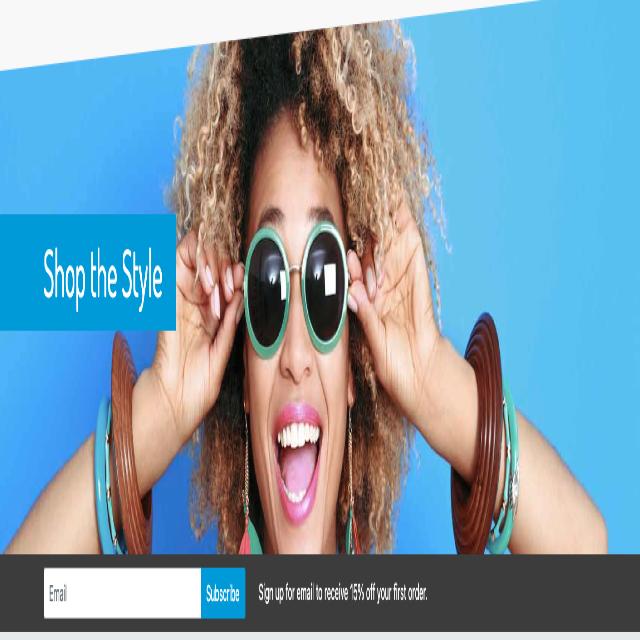 Shop the Style
Email
Subscribe
Sign up for email to receive 15% off your first order.